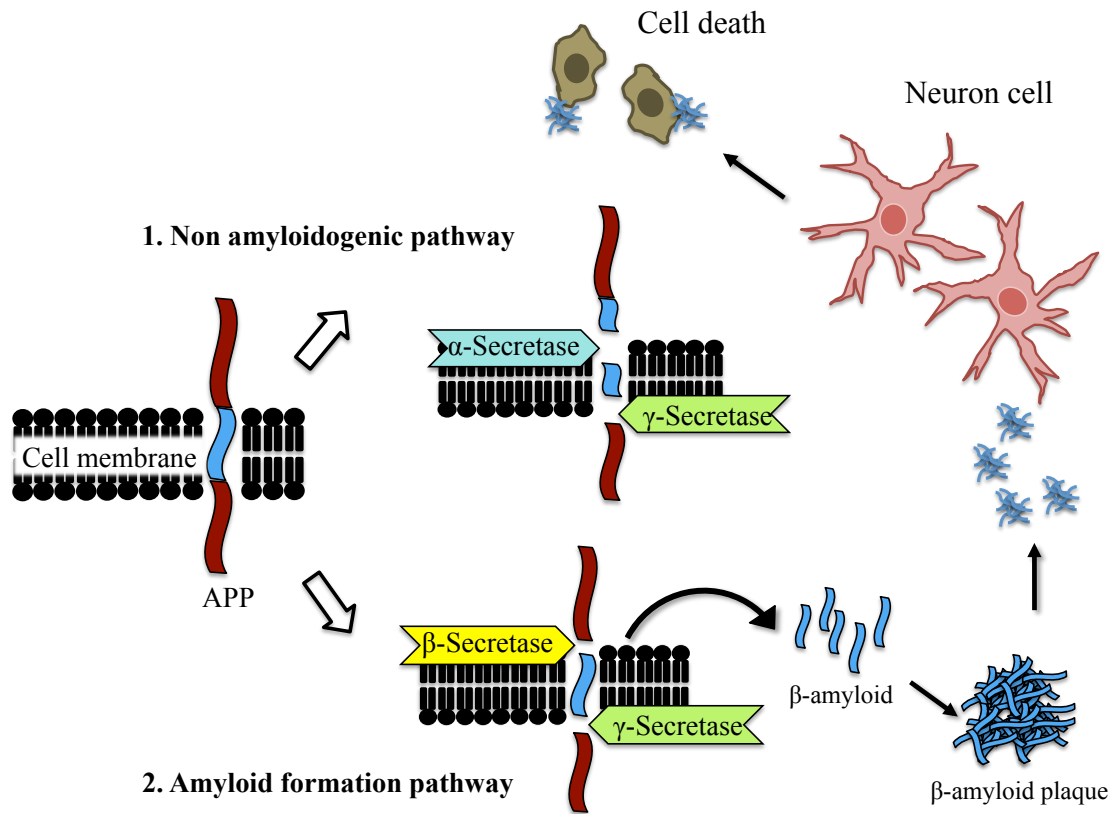 Cell death
Neuron cell
1. Non amyloidogenic pathway
α-Secretase
γ-Secretase
Cell membrane
APP
β-Secretase
γ-Secretase
β-amyloid
β-amyloid plaque
2. Amyloid formation pathway